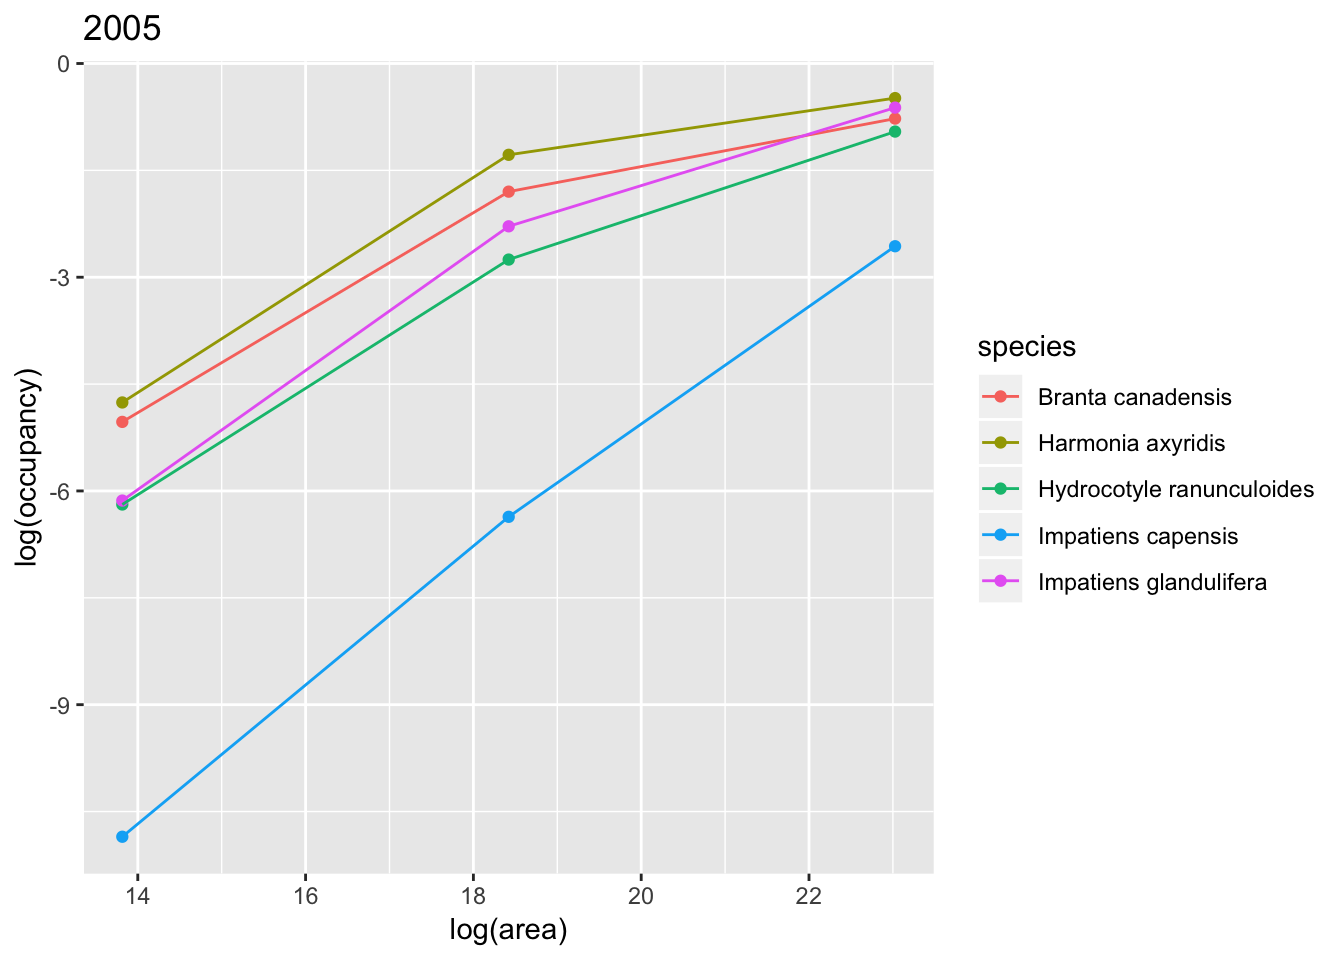 2005
0
-3
-6
-9
log(occupancy)
14 16 18 20 22
log(area)
species
Branta canadensis
Harmonia axyridis
Hydrocotyle ranunculoides
Impatiens capensis
Impatiens glandulifera